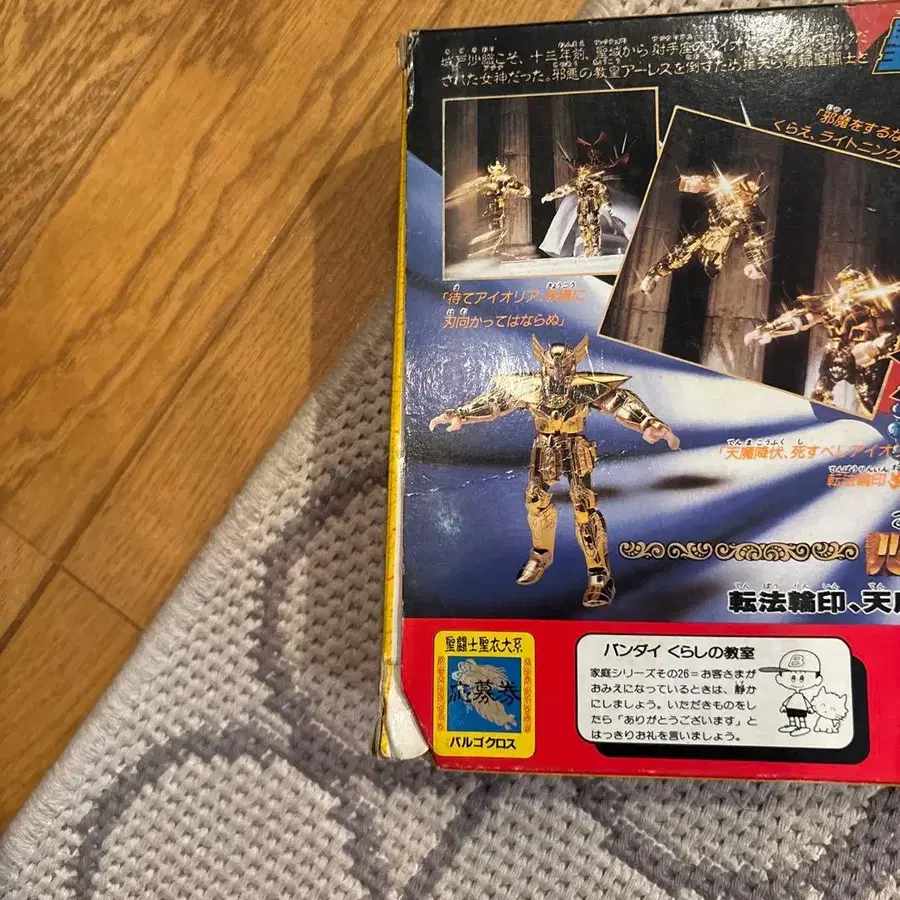 城戸沙織こそ、十三年前、聖域から射手座のアイオロス
された女神だった。邪悪の教皇アーレスを倒すため星矢ら青銅聖闘士と
「邪魔をするな
くらえ、ライトニング
「待てアイオリア、教皇に
刃向かってはならぬ」
「天魔降伏、死すべしアイオ
転法輪印、
転法輪印、天
聖闘士聖衣大系
応募券
バルゴクロス
バンダイ くらしの教室
家庭シリーズその26＝お客さまが
おみえになっているときは、静か
にしましょう。いただきものをし
たら「ありがとうございます」と
はっきりお礼を言いましょう。
B